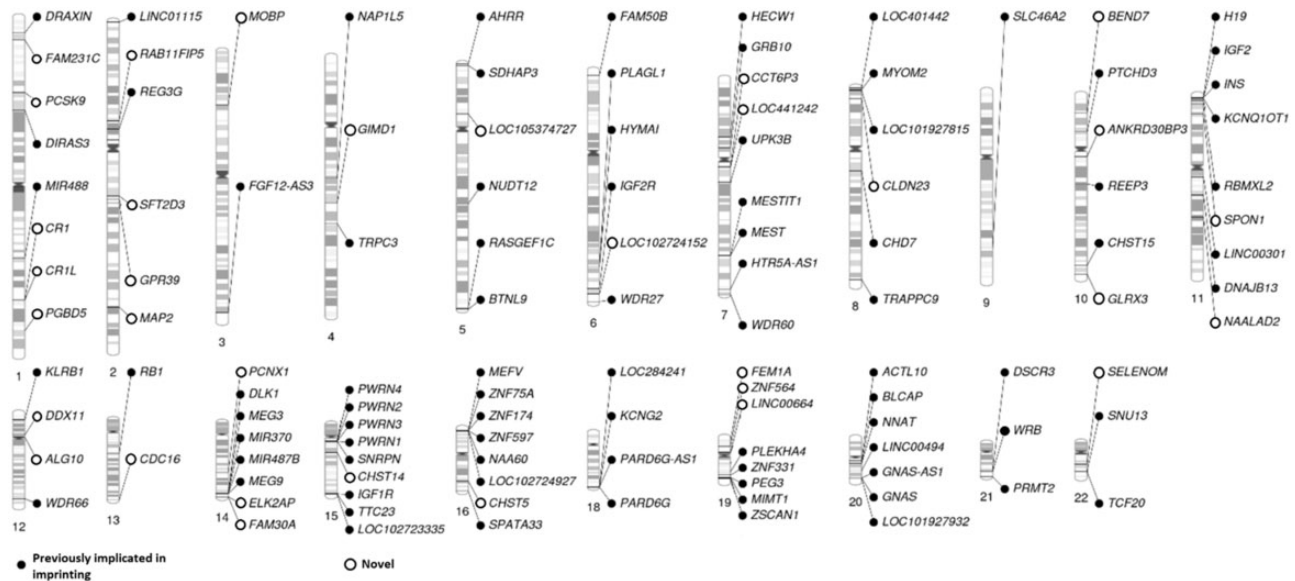 DRAXIN
FAM231C
PCSK9
DIRAS3
MIR488
CR1
CR1L
PGBD5
1
LINC01115
RAB11FIP5
REG3G
SFT2D3
GPR39
MAP2
2
MOBP
FGF12-AS3
3
NAP1L5
GIMD1
TRPC3
4
AHRR
SDHAP3
LOC105374727
NUDT12
RASGEF1C
BTNL9
5
FAM50B
PLAGL1
HYMAI
IGF2R
LOC102724152
WDR27
6
HECW1
GRB10
CCT6P3
LOC441242
UPK3B
MESTIT1
MEST
HTR5A-AS1
WDR60
7
LOC401442
MYOM2
LOC101927815
CLDN23
CHD7
TRAPPC9
8
SLC46A2
9
BEND7
PTCHD3
ANKRD30BP3
REEP3
CHST15
GLRX3
10
H19
IGF2
INS
KCNQ1OT1
RBMXL2
SPON1
LINC00301
DNAJB13
NAALAD2
11
KLRB1
DDX11
ALG10
WDR66
12
RB1
CDC16
13
PCNX1
DLK1
MEG3
MIR370
MIR487B
MEG9
ELK2AP
FAM30A
14
PWRN4
PWRN2
PWRN3
PWRN1
SNRPN
CHST14
IGF1R
TTC23
LOC102723335
15
MEFV
ZNF75A
ZNF174
ZNF597
NAA60
LOC102724927
CHST5
SPATA33
16
LOC284241
KCNG2
PARD6G-AS1
PARD6G
18
FEM1A
ZNF564
LINC00664
PLEKHA4
ZNF331
PEG3
MIMT1
ZSCAN1
19
ACTL10
BLCAP
NNAT
LINC00494
GNAS-AS1
GNAS
LOC101927932
20
DSCR3
WRB
PRMT2
21
SELENOM
SNU13
TCF20
22
Previously implicated in
imprinting
Novel